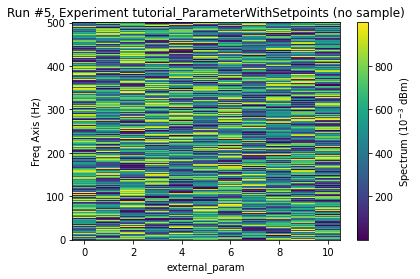 Run #5, Experiment tutorial_ParameterWithSetpoints (no sample)
500
400
300
200
100
0
Freq Axis (Hz)
0 2 4 6 8 10
external_param
800
600
400
200
Spectrum (10⁻³ dBm)